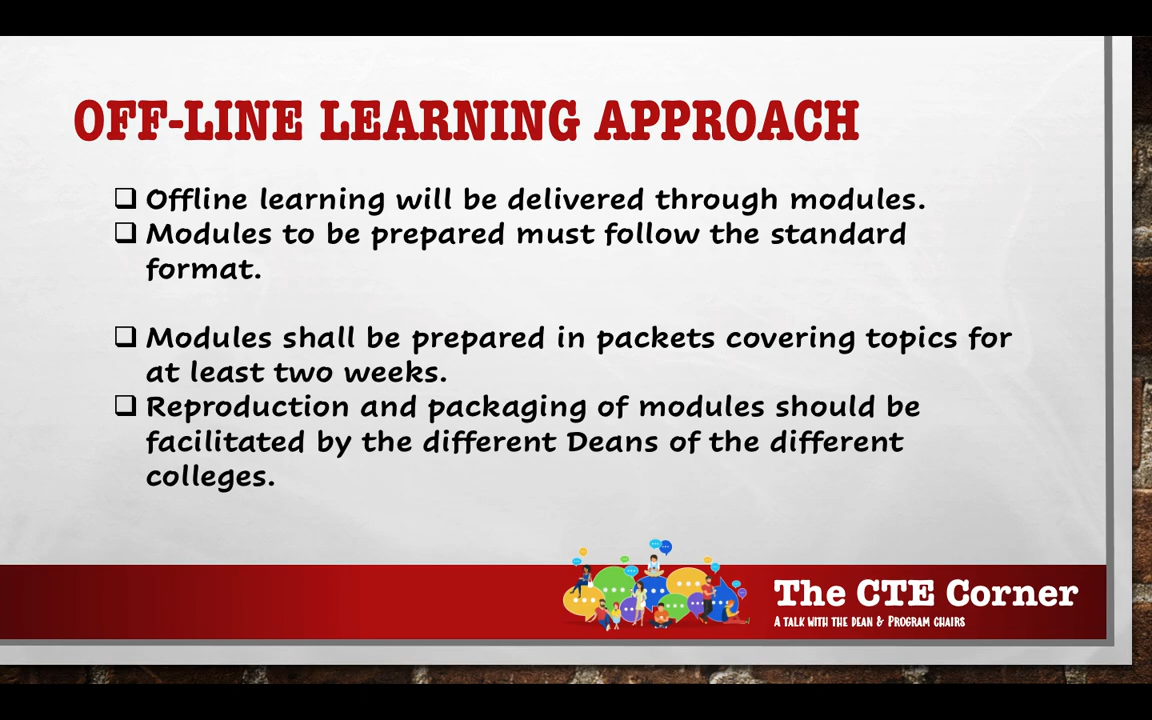 OFF-LINE LEARNING APPROACH
❑ Offline learning will be delivered through modules.
❑ Modules to be prepared must follow the standard
format.
❑ Modules shall be prepared in packets covering topics for
at least two weeks.
❑ Reproduction and packaging of modules should be
facilitated by the different Deans of the different
colleges.
The CTE Corner
A TALK WITH THE DEAN & PROGRAM CHAIRS